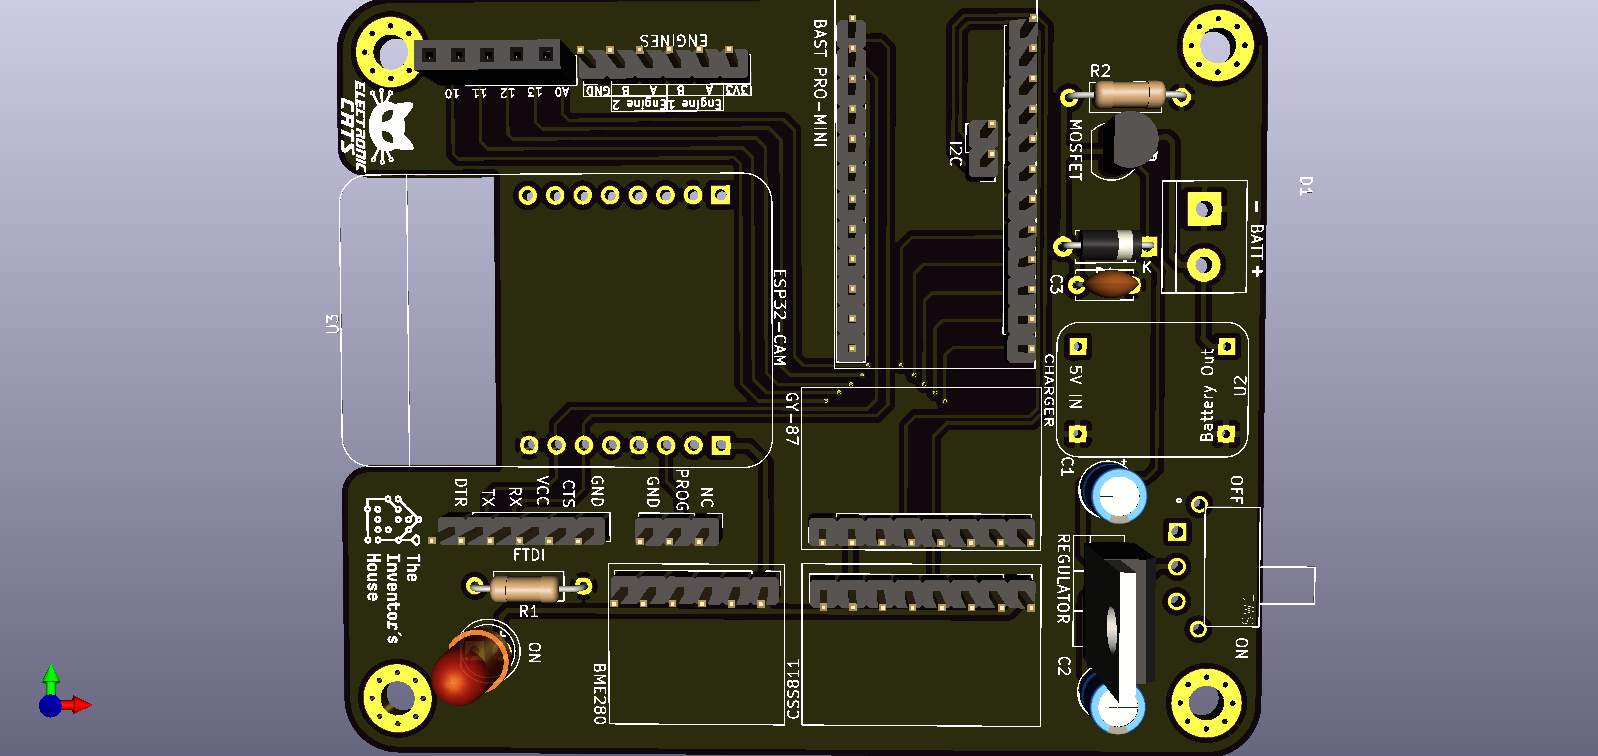 ENGINES
GND B A B A 3V3
Engine 2 Engine 1
10 11 12 13 A0
ELECTRONIC
CATS
BAST PRO-MINI
I2C
R2
MOSFET
D1
- BATT +
K
C3
U3
ESP32-CAM
CHARGER
5V IN
Battery Out
U2
GY-87
DTR TX RX VCC CTS GND
FTDI
GND PROG NC
C1
+
OFF
The
Inventor's
House
R1
ON
BME280
CCS811
REGULATOR
C2
ON